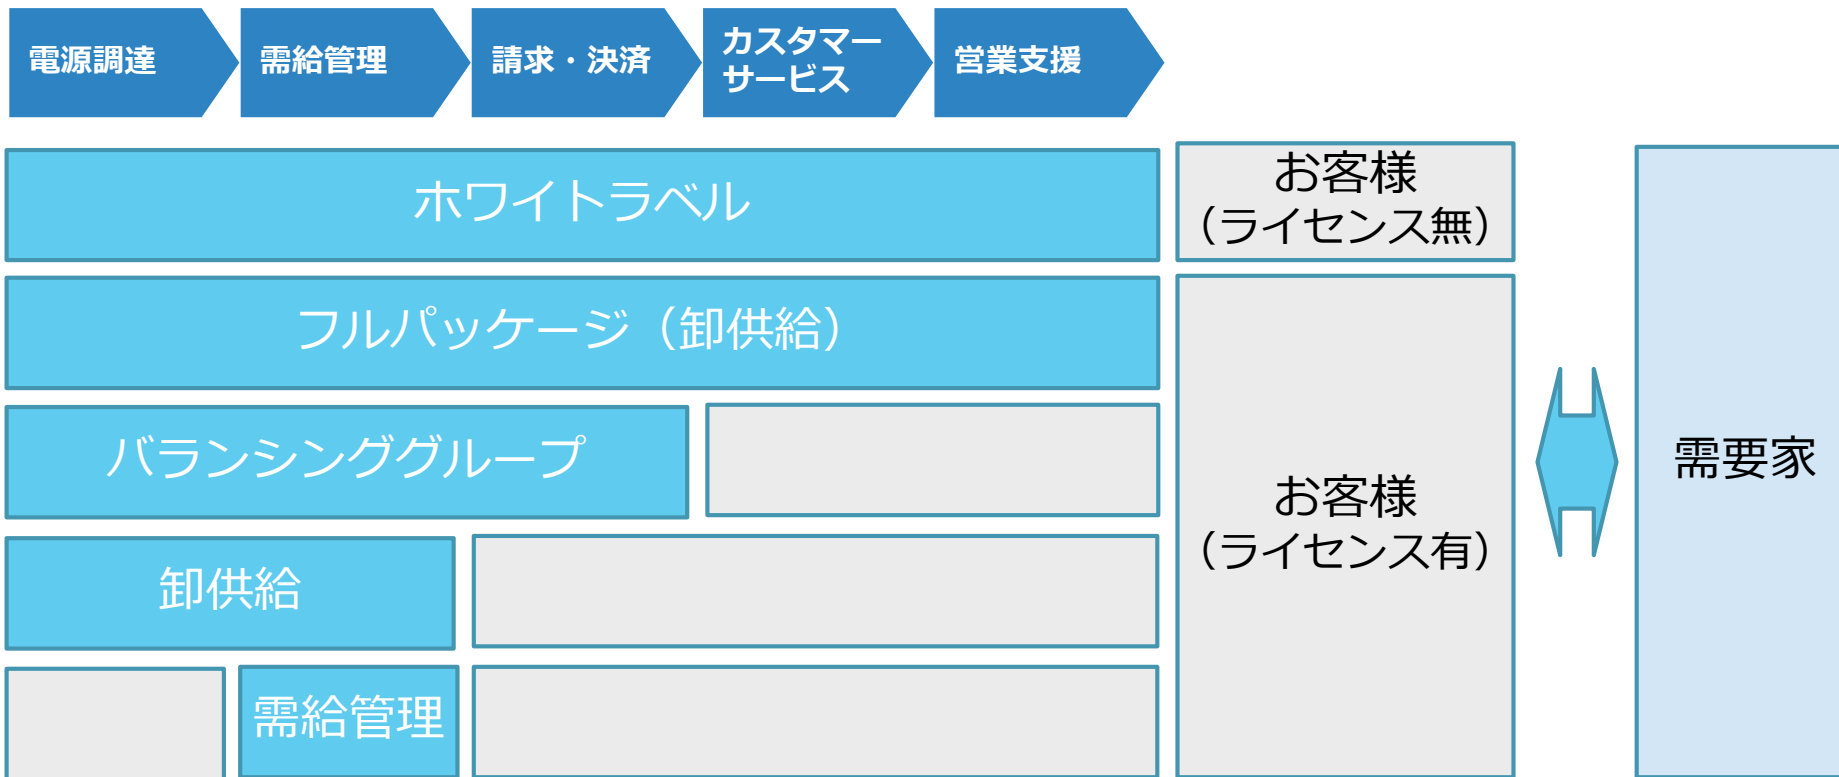 電源調達
需給管理
請求・決済
カスタマー
サービス
営業支援
ホワイトラベル
お客様
（ライセンス無）
フルパッケージ（卸供給）
バランシンググループ
お客様
（ライセンス有）
需要家
卸供給
需給管理